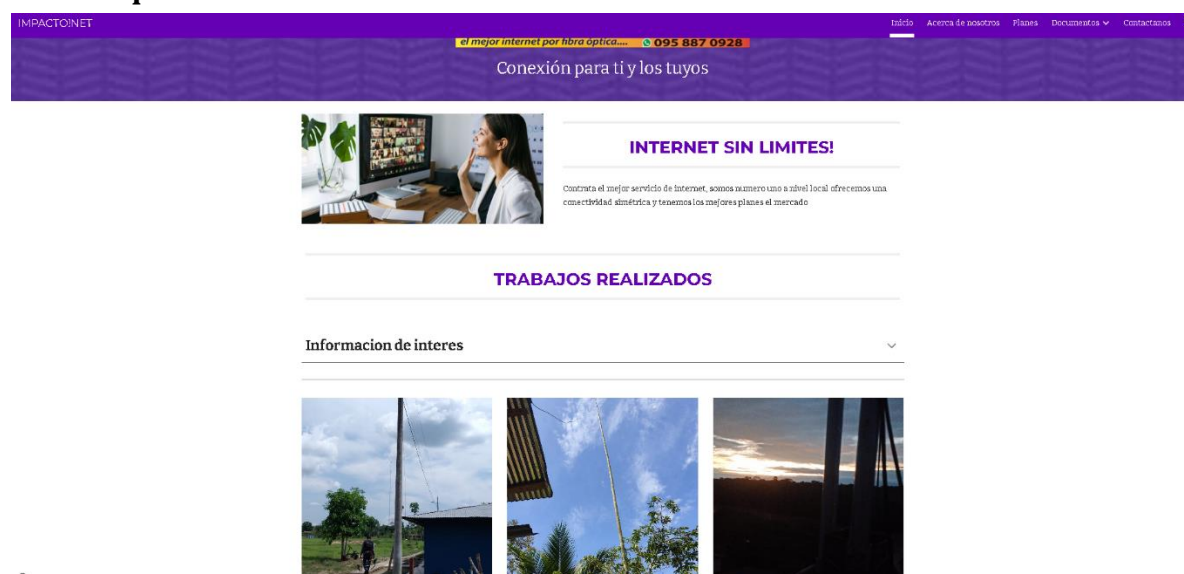 IMPACTO!NET
Inicio Acerca de nosotros Planes Documentos Contactanos
el mejor internet por fibra óptica.... 095 887 0928
Conexión para ti y los tuyos
INTERNET SIN LIMITES!
Contrata el mejor servicio de internet, somos numero uno a nivel local ofrecemos una
conectividad simétrica y tenemos los mejores planes el mercado
TRABAJOS REALIZADOS
Informacion de interes